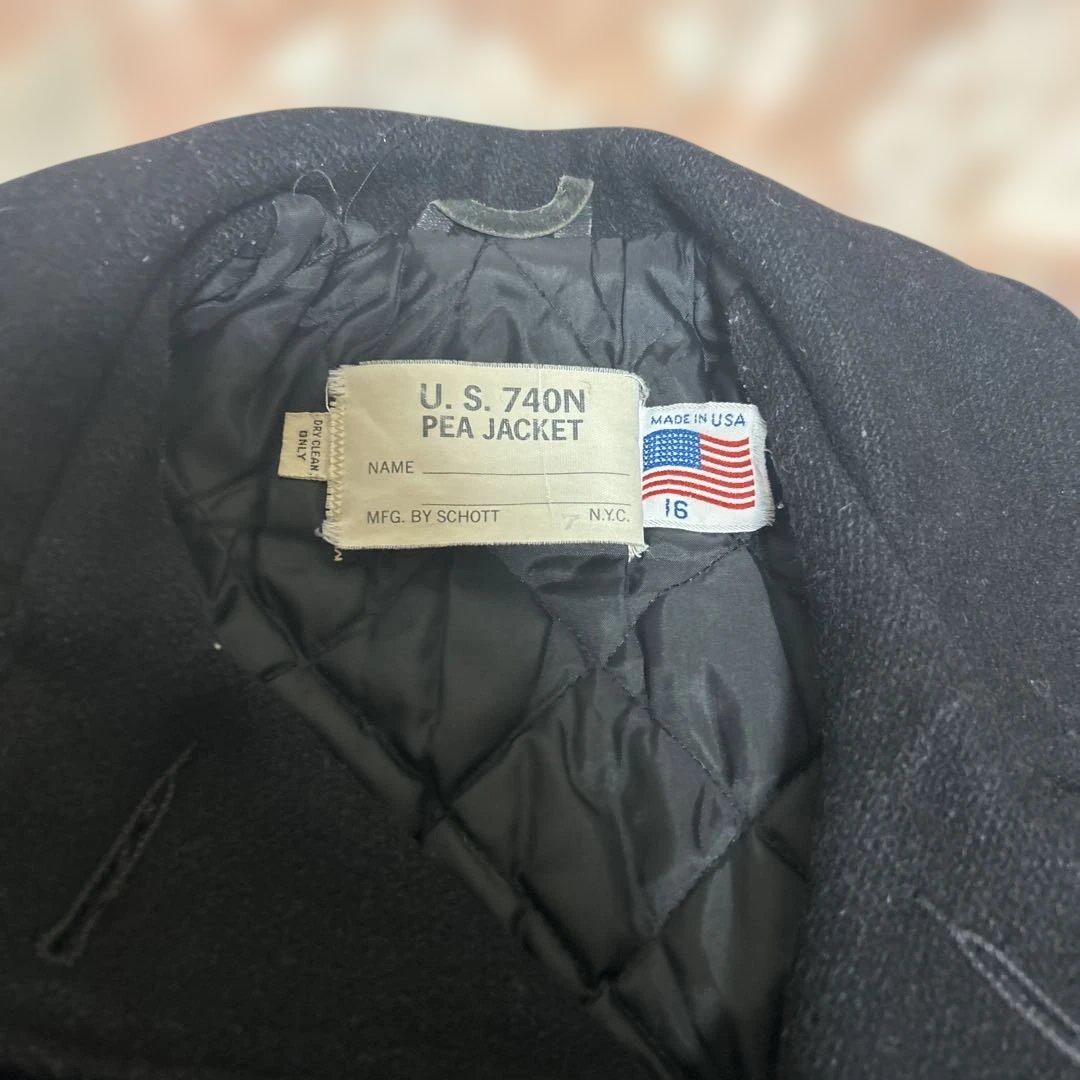 U. S. 740N
PEA JACKET
NAME
MFG. BY SCHOTT N.Y.C.
DRY CLEAN
ONLY
MADE IN USA
16